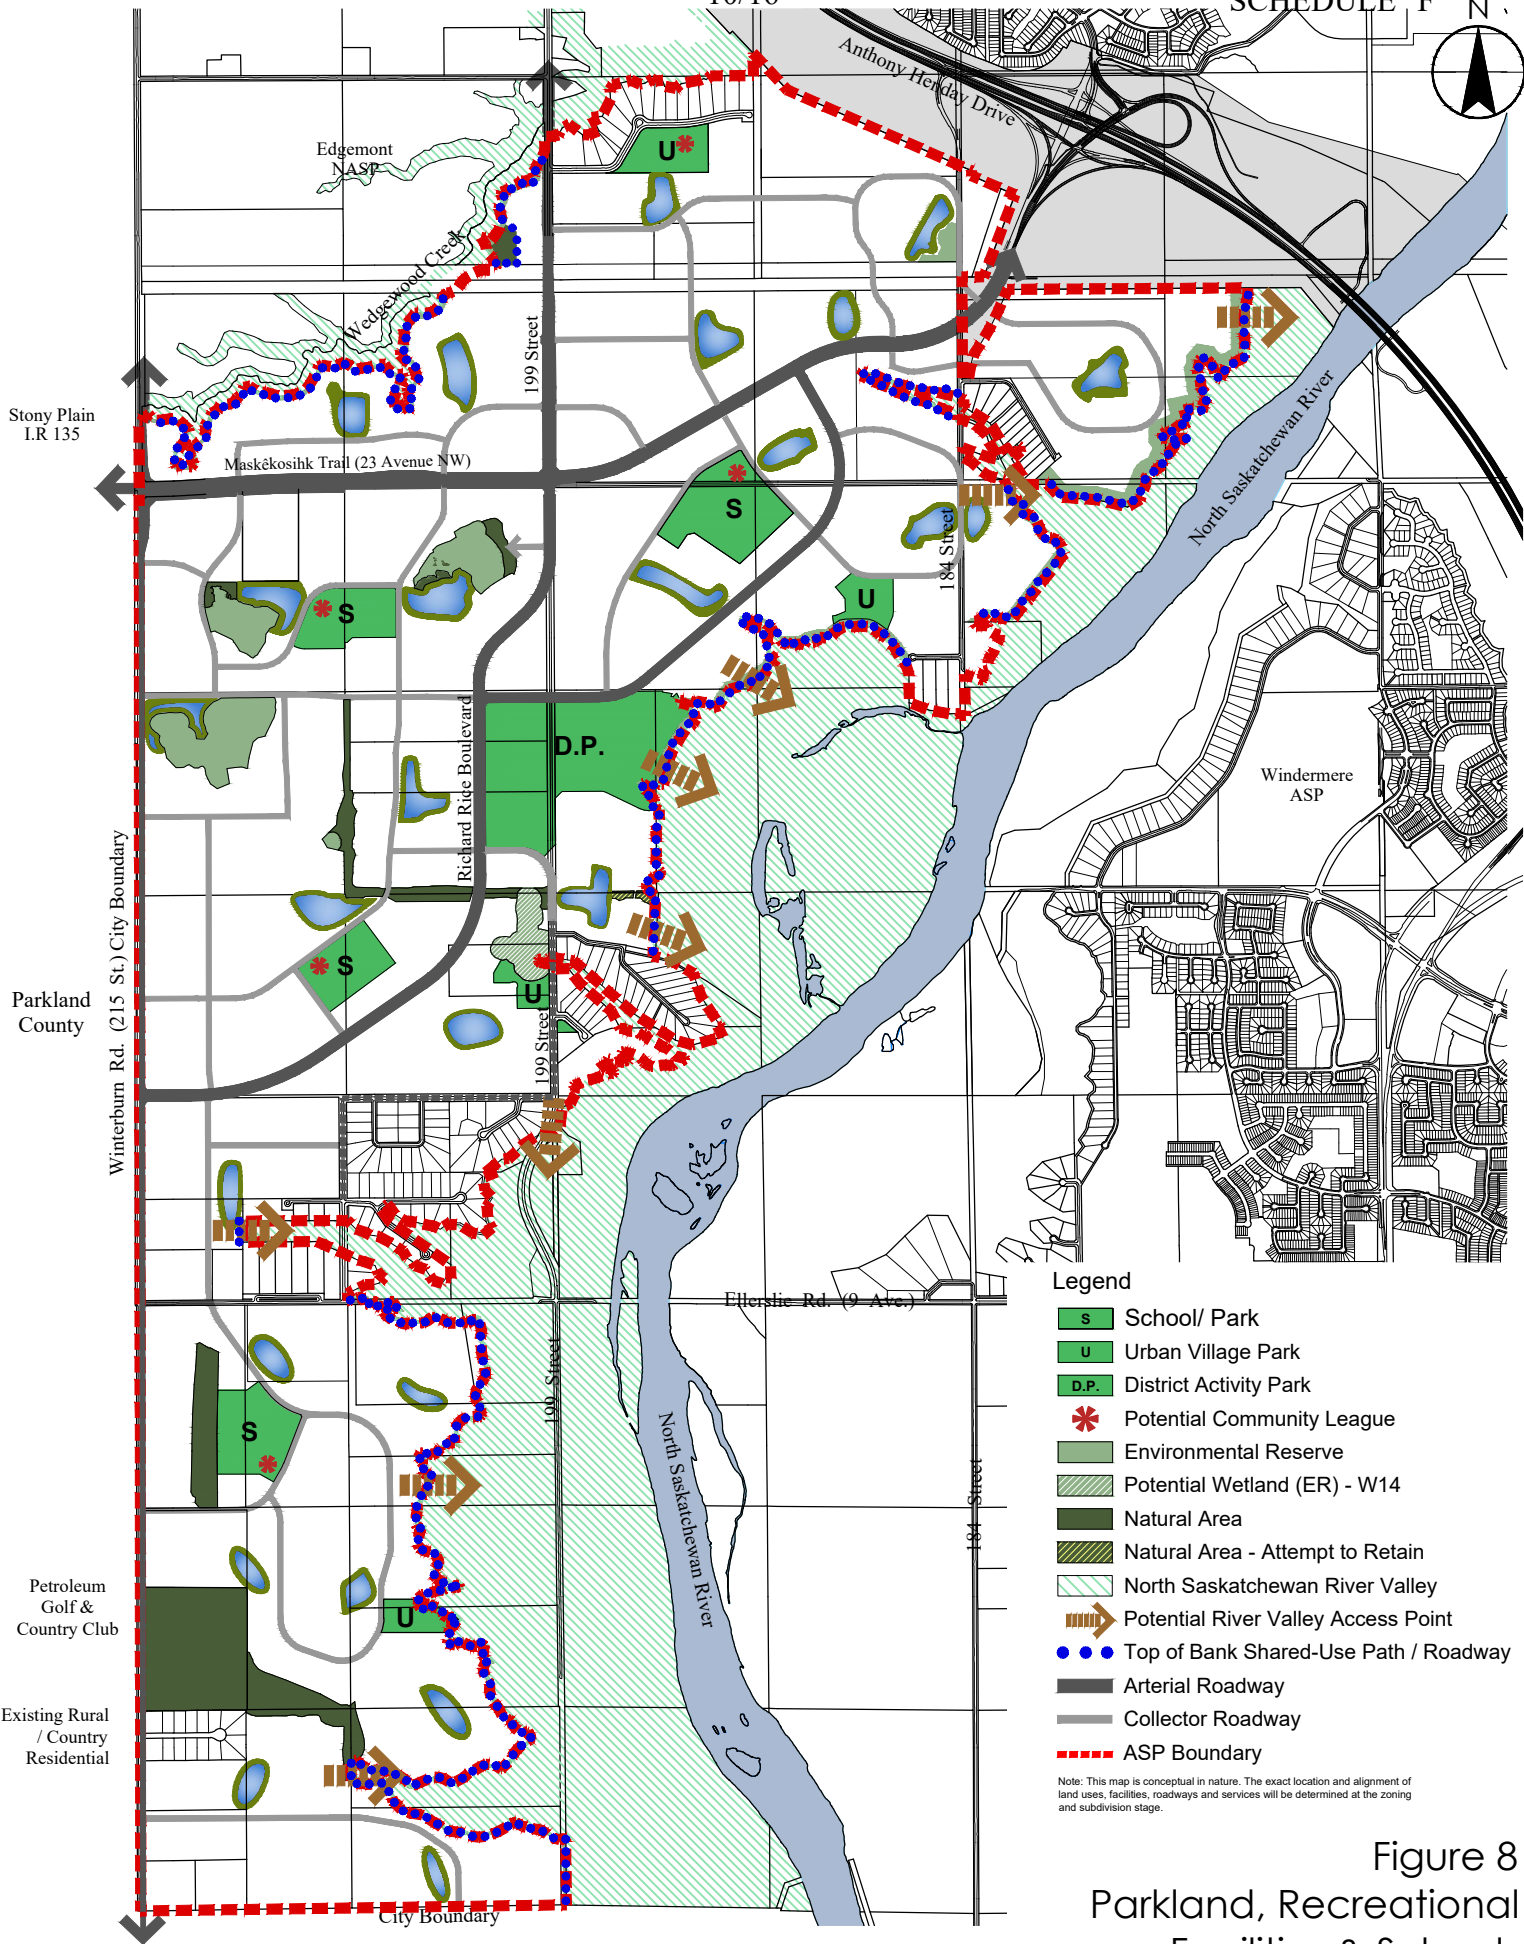 SCHEDULE "F"
N
Anthony Henday Drive
Edgemont
NASP
U
Wedgewood Creek
199 Street
Stony Plain
I.R 135
Maskêkosihk Trail (23 Avenue NW)
S
North Saskatchewan River
184 Street
S
U
Richard Rice Boulevard
D.P.
Windermere
ASP
Winterburn Rd. (215 St.) City Boundary
S
U
Parkland
County
199 Street
Ellerslie Rd. (9 Ave.)
199 Street
S
North Saskatchewan River
184 Street
Petroleum
Golf &
Country Club
U
Existing Rural
/ Country
Residential
City Boundary
Legend
S School/ Park
U Urban Village Park
D.P. District Activity Park
Potential Community League
Environmental Reserve
Potential Wetland (ER) - W14
Natural Area
Natural Area - Attempt to Retain
North Saskatchewan River Valley
Potential River Valley Access Point
Top of Bank Shared-Use Path / Roadway
Arterial Roadway
Collector Roadway
ASP Boundary
Note: This map is conceptual in nature. The exact location and alignment of
land uses, facilities, roadways and services will be determined at the zoning
and subdivision stage.
Figure 8
Parkland, Recreational